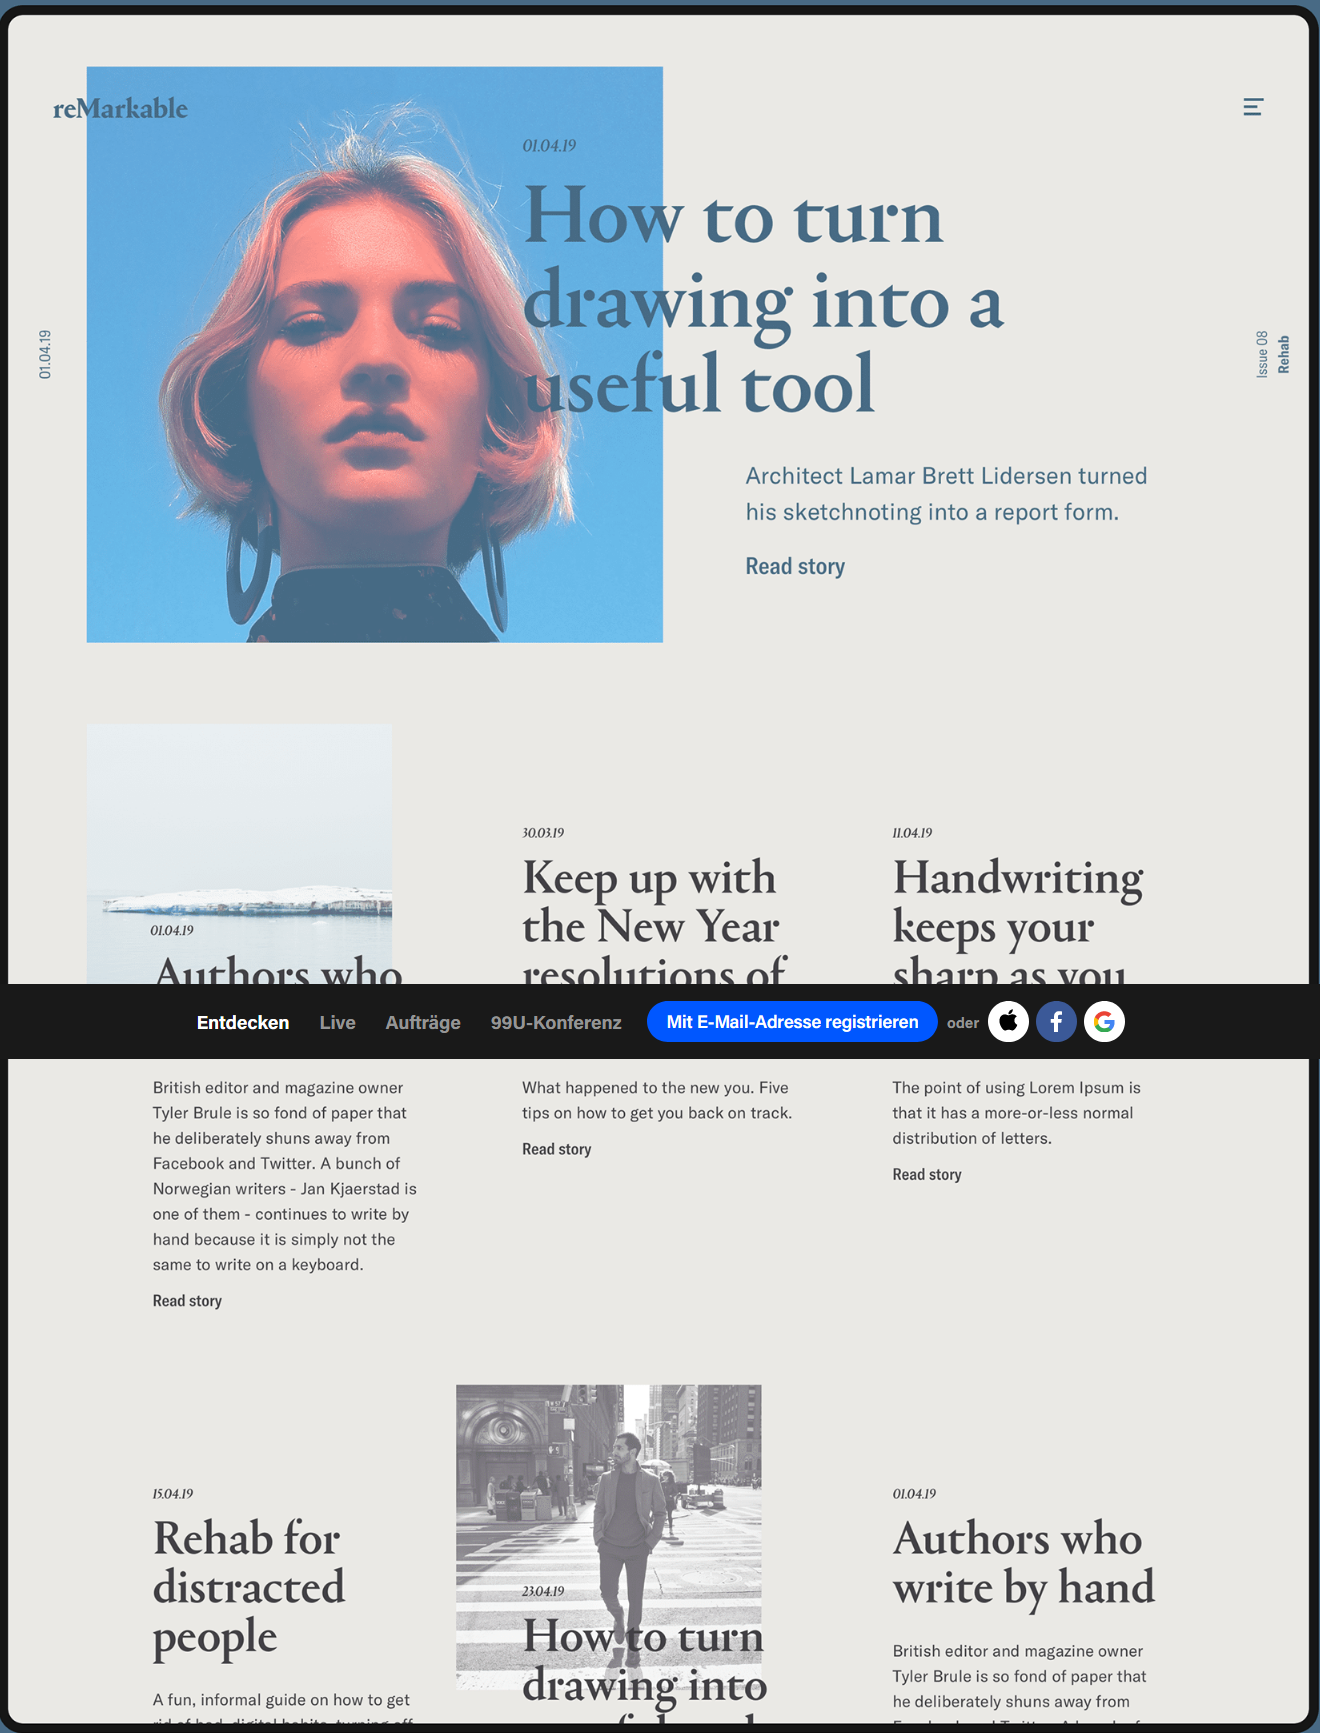 reMarkable
01.04.19
How to turn
drawing into a
useful tool
01.04.19
Issue 08
Rehab
Architect Lamar Brett Lidersen turned
his sketchnoting into a report form.
Read story
01.04.19
Authors who
30.03.19
Keep up with
the New Year
resolutions of
11.04.19
Handwriting
keeps your
sharp as you
Entdecken Live Aufträge 99U-Konferenz Mit E-Mail-Adresse registrieren oder
British editor and magazine owner
Tyler Brule is so fond of paper that
he deliberately shuns away from
Facebook and Twitter. A bunch of
Norwegian writers - Jan Kjaerstad is
one of them - continues to write by
hand because it is simply not the
same to write on a keyboard.
Read story
What happened to the new you. Five
tips on how to get you back on track.
Read story
The point of using Lorem Ipsum is
that it has a more-or-less normal
distribution of letters.
Read story
15.04.19
Rehab for
distracted
people
A fun, informal guide on how to get
rid of bad, digital habits, turning off
23.04.19
How to turn
drawing into
01.04.19
Authors who
write by hand
British editor and magazine owner
Tyler Brule is so fond of paper that
he deliberately shuns away from